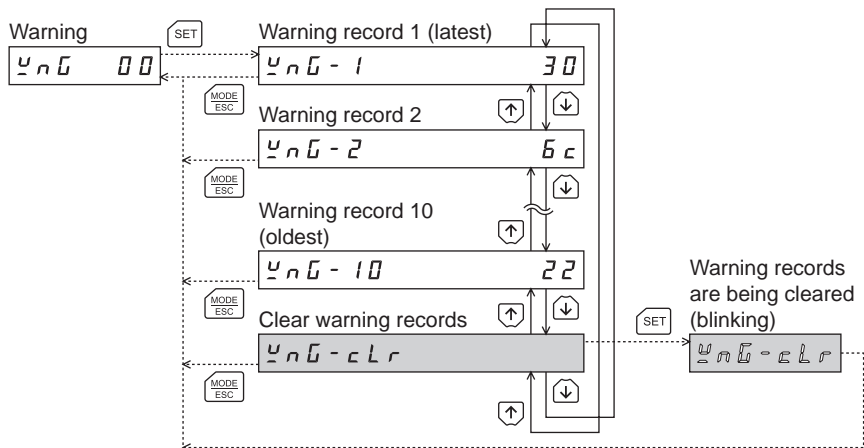 Warning
SET
Warning record 1 (latest)
WnG 00
WnG-1 30
MODE
ESC
Warning record 2
WnG-2 6c
MODE
ESC
Warning record 10
(oldest)
WnG-10 22
MODE
ESC
Clear warning records
WnG-cLr
MODE
ESC
SET
Warning records
are being cleared
(blinking)
WnG-cLr